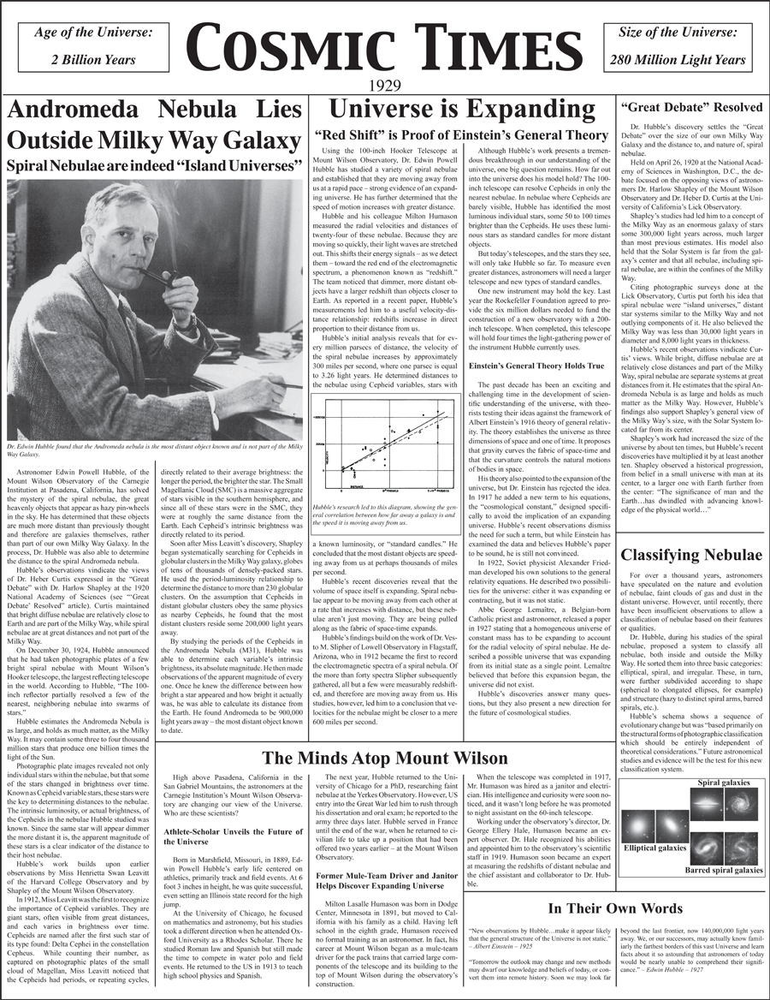 Age of the Universe:
2 Billion Years
COSMIC TIMES
Size of the Universe:
280 Million Light Years
1929
Andromeda Nebula Lies
Outside Milky Way Galaxy
Spiral Nebulae are indeed “Island Universes”
Dr. Edwin Hubble found that the Andromeda nebula is the most distant object known and is not part of the Milky
Way Galaxy.
Astronomer Edwin Powell Hubble, of the
Mount Wilson Observatory of the Carnegie
Institution at Pasadena, California, has solved
the mystery of the spiral nebulae, the great
heavenly objects that appear as hazy pin-wheels
in the sky. He has determined that these objects
are much more distant than previously thought
and therefore are galaxies themselves, rather
than part of our own Milky Way Galaxy. In the
process, Dr. Hubble was also able to determine
the distance to the spiral Andromeda nebula.
Hubble’s observations vindicate the views
of Dr. Heber Curtis expressed in the “Great
Debate” with Dr. Harlow Shapley at the 1920
National Academy of Sciences (see “‘Great
Debate’ Resolved” article). Curtis maintained
that bright diffuse nebulae are relatively close to
Earth and are part of the Milky Way, while spiral
nebulae are at great distances and not part of the
Milky Way.
On December 30, 1924, Hubble announced
that he had taken photographic plates of a few
bright spiral nebulae with Mount Wilson’s
Hooker telescope, the largest reflecting telescope
in the world. According to Hubble, “The 100-
inch reflector partially resolved a few of the
nearest, neighboring nebulae into swarms of
stars.”
Hubble estimates the Andromeda Nebula is
as large, and holds as much matter, as the Milky
Way. It may contain some three to four thousand
million stars that produce one billion times the
light of the Sun.
Photographic plate images revealed not only
individual stars within the nebulae, but that some
of the stars changed in brightness over time.
Known as Cepheid variable stars, these stars were
the key to determining distances to the nebulae.
The intrinsic luminosity, or actual brightness, of
the Cepheids in the nebulae Hubble studied was
known. Since the same star will appear dimmer
the more distant it is, the apparent magnitude of
these stars is a clear indicator of the distance to
their host nebulae.
Hubble’s work builds upon earlier
observations by Miss Henrietta Swan Leavitt
of the Harvard College Observatory and by
Shapley of the Mount Wilson Observatory.
In 1912, Miss Leavitt was the first to recognize
the importance of Cepheid variables. They are
giant stars, often visible from great distances,
and each varies in brightness over time.
Cepheids are named after the first such star of
its type found: Delta Cephei in the constellation
Cepheus. While counting their number, as
captured on photographic plates of the small
cloud of Magellan, Miss Leavitt noticed that
the Cepheids had periods, or repeating cycles,
directly related to their average brightness: the
longer the period, the brighter the star. The Small
Magellanic Cloud (SMC) is a massive aggregate
of stars visible in the southern hemisphere, and
since all of these stars were in the SMC, they
were at roughly the same distance from the
Earth. Each Cepheid’s intrinsic brightness was
directly related to its period.
Soon after Miss Leavitt’s discovery, Shapley
began systematically searching for Cepheids in
globular clusters in the Milky Way galaxy, globes
of tens of thousands of densely-packed stars.
He used the period-luminosity relationship to
determine the distance to more than 230 globular
clusters. On the assumption that Cepheids in
distant globular clusters obey the same physics
as nearby Cepheids, he found that the most
distant clusters reside some 200,000 light years
away.
By studying the periods of the Cepheids in
the Andromeda Nebula (M31), Hubble was
able to determine each variable’s intrinsic
brightness, its absolute magnitude. He then made
observations of the apparent magnitude of every
one. Once he knew the difference between how
bright a star appeared and how bright it actually
was, he was able to calculate its distance from
the Earth. He found Andromeda to be 900,000
light years away – the most distant object known
to date.
Universe is Expanding
“Red Shift” is Proof of Einstein’s General Theory
Using the 100-inch Hooker Telescope at
Mount Wilson Observatory, Dr. Edwin Powell
Hubble has studied a variety of spiral nebulae
and established that they are moving away from
us at a rapid pace – strong evidence of an expand-
ing universe. He has further determined that the
speed of motion increases with greater distance.
Hubble and his colleague Milton Humason
measured the radial velocities and distances of
twenty-four of these nebulae. Because they are
moving so quickly, their light waves are stretched
out. This shifts their energy signals – as we detect
them – toward the red end of the electromagnetic
spectrum, a phenomenon known as “redshift.”
The team noticed that dimmer, more distant ob-
jects have a larger redshift than objects closer to
Earth. As reported in a recent paper, Hubble’s
measurements led him to a useful velocity-dis-
tance relationship: redshifts increase in direct
proportion to their distance from us.
Hubble’s initial analysis reveals that for ev-
ery million parsecs of distance, the velocity of
the spiral nebulae increases by approximately
300 miles per second, where one parsec is equal
to 3.26 light years. He determined distances to
the nebulae using Cepheid variables, stars with
VELOCITY
DISTANCE
Hubble’s research led to this diagram, showing the gen-
eral correlation between how far away a galaxy is and
the speed it is moving away from us.
a known luminosity, or “standard candles.” He
concluded that the most distant objects are speed-
ing away from us at perhaps thousands of miles
per second.
Hubble’s recent discoveries reveal that the
volume of space itself is expanding. Spiral nebu-
lae appear to be moving away from each other at
a rate that increases with distance, but these neb-
ulae aren’t just moving. They are being pulled
along as the fabric of space-time expands.
Hubble’s findings build on the work of Dr. Ves-
to M. Slipher of Lowell Observatory in Flagstaff,
Arizona, who in 1912 became the first to record
the electromagnetic spectra of a spiral nebula. Of
the more than forty spectra Slipher subsequently
gathered, all but a few were measurably redshift-
ed, and therefore are moving away from us. His
studies, however, led him to a conclusion that ve-
locities for the nebulae might be closer to a mere
600 miles per second.
Although Hubble’s work presents a tremen-
dous breakthrough in our understanding of the
universe, one big question remains. How far out
into the universe does his model hold? The 100-
inch telescope can resolve Cepheids in only the
nearest nebulae. In nebulae where Cepheids are
barely visible, Hubble has identified the most
luminous individual stars, some 50 to 100 times
brighter than the Cepheids. He uses these lumi-
nous stars as standard candles for more distant
objects.
But today’s telescopes, and the stars they see,
will only take Hubble so far. To measure even
greater distances, astronomers will need a larger
telescope and new types of standard candles.
One new instrument may hold the key. Last
year the Rockefeller Foundation agreed to pro-
vide the six million dollars needed to fund the
construction of a new observatory with a 200-
inch telescope. When completed, this telescope
will hold four times the light-gathering power of
the instrument Hubble currently uses.
Einstein’s General Theory Holds True
The past decade has been an exciting and
challenging time in the development of scien-
tific understanding of the universe, with theo-
rists testing their ideas against the framework of
Albert Einstein’s 1916 theory of general relativ-
ity. The theory establishes the universe as three
dimensions of space and one of time. It proposes
that gravity curves the fabric of space-time and
that the curvature controls the natural motions
of bodies in space.
His theory also pointed to the expansion of the
universe, but Dr. Einstein has rejected the idea.
In 1917 he added a new term to his equations,
the “cosmological constant,” designed specifi-
cally to avoid the implication of an expanding
universe. Hubble’s recent observations dismiss
the need for such a term, but while Einstein has
examined the data and believes Hubble’s paper
to be sound, he is still not convinced.
In 1922, Soviet physicist Alexander Fried-
man developed his own solutions to the general
relativity equations. He described two possibili-
ties for the universe: either it was expanding or
contracting, but it was not static.
Abbe George Lemaître, a Belgian-born
Catholic priest and astronomer, released a paper
in 1927 stating that a homogeneous universe of
constant mass has to be expanding to account
for the radial velocity of spiral nebulae. He de-
scribed a possible universe that was expanding
from its initial state as a single point. Lemaître
believed that before this expansion began, the
universe did not exist.
Hubble’s discoveries answer many ques-
tions, but they also present a new direction for
the future of cosmological studies.
“Great Debate” Resolved
Dr. Hubble’s discovery settles the “Great
Debate” over the size of our own Milky Way
Galaxy and the distance to, and nature of, spiral
nebulae.
Held on April 26, 1920 at the National Acad-
emy of Sciences in Washington, D.C., the de-
bate focused on the opposing views of astrono-
mers Dr. Harlow Shapley of the Mount Wilson
Observatory and Dr. Heber D. Curtis at the Uni-
versity of California’s Lick Observatory.
Shapley’s studies had led him to a concept of
the Milky Way as an enormous galaxy of stars
some 300,000 light years across, much larger
than most previous estimates. His model also
held that the Solar System is far from the gal-
axy’s center and that all nebulae, including spi-
ral nebulae, are within the confines of the Milky
Way.
Citing photographic surveys done at the
Lick Observatory, Curtis put forth his idea that
spiral nebulae were “island universes,” distant
star systems similar to the Milky Way and not
outlying components of it. He also believed the
Milky Way was less than 30,000 light years in
diameter and 8,000 light years in thickness.
Hubble’s recent observations vindicate Cur-
tis’ views. While bright, diffuse nebulae are at
relatively close distances and part of the Milky
Way, spiral nebulae are separate systems at great
distances from it. He estimates that the spiral An-
dromeda Nebula is as large and holds as much
matter as the Milky Way. However, Hubble’s
findings also support Shapley’s general view of
the Milky Way’s size, with the Solar System lo-
cated far from its center.
Shapley’s work had increased the size of the
universe by about ten times, but Hubble’s recent
discoveries have multiplied it by at least another
ten. Shapley observed a historical progression,
from belief in a small universe with man at its
center, to a larger one with Earth further from
the center: “The significance of man and the
Earth…has dwindled with advancing knowl-
edge of the physical world…”
Classifying Nebulae
For over a thousand years, astronomers
have speculated on the nature and evolution
of nebulae, faint clouds of gas and dust in the
distant universe. However, until recently, there
have been insufficient observations to allow a
classification of nebulae based on their features
or qualities.
Dr. Hubble, during his studies of the spiral
nebulae, proposed a system to classify all
nebulae, both inside and outside the Milky
Way. He sorted them into three basic categories:
elliptical, spiral, and irregular. These, in turn,
were further subdivided according to shape
(spherical to elongated ellipses, for example)
and structure (hazy to distinct spiral arms, barred
spirals, etc.).
Hubble’s schema shows a sequence of
evolutionary change but was “based primarily on
the structural forms of photographic classification
which should be entirely independent of
theoretical considerations.” Future astronomical
studies and evidence will be the test for this new
classification system.
Spiral galaxies
Elliptical galaxies
Barred spiral galaxies
The Minds Atop Mount Wilson
High above Pasadena, California in the
San Gabriel Mountains, the astronomers at the
Carnegie Institution’s Mount Wilson Observa-
tory are changing our view of the Universe.
Who are these scientists?
Athlete-Scholar Unveils the Future of
the Universe
Born in Marshfield, Missouri, in 1889, Ed-
win Powell Hubble’s early life centered on
athletics, primarily track and field events. At 6
foot 3 inches in height, he was quite successful,
even setting an Illinois state record for the high
jump.
At the University of Chicago, he focused
on mathematics and astronomy, but his studies
took a different direction when he attended Ox-
ford University as a Rhodes Scholar. There he
studied Roman law and Spanish but still made
the time to compete in water polo and field
events. He returned to the US in 1913 to teach
high school physics and Spanish.
The next year, Hubble returned to the Uni-
versity of Chicago for a PhD, researching faint
nebulae at the Yerkes Observatory. However, US
entry into the Great War led him to rush through
his dissertation and oral exam; he reported to the
army three days later. Hubble served in France
until the end of the war, when he returned to ci-
vilian life to take up a position that had been
offered two years earlier – at the Mount Wilson
Observatory.
Former Mule-Team Driver and Janitor
Helps Discover Expanding Universe
Milton Lasalle Humason was born in Dodge
Center, Minnesota in 1891, but moved to Cal-
ifornia with his family as a child. Having left
school in the eighth grade, Humason received
no formal training as an astronomer. In fact, his
career at Mount Wilson began as a mule-team
driver for the pack trains that carried large com-
ponents of the telescope and its building to the
top of Mount Wilson during the observatory’s
construction.
When the telescope was completed in 1917,
Mr. Humason was hired as a janitor and electri-
cian. His intelligence and curiosity were soon no-
ticed, and it wasn’t long before he was promoted
to night assistant on the 60-inch telescope.
Working under the observatory’s director, Dr.
George Ellery Hale, Humason became an ex-
pert observer. Dr. Hale recognized his abilities
and appointed him to the observatory’s scientific
staff in 1919. Humason soon became an expert
at measuring the redshifts of distant nebulae and
the chief assistant and collaborator to Dr. Hub-
ble.
In Their Own Words
“New observations by Hubble…make it appear likely
that the general structure of the Universe is not static.”
– Albert Einstein – 1925
“Tomorrow the outlook may change and new methods
may dwarf our knowledge and beliefs of today, or con-
vert them into remote history. Soon we may look far
beyond the last frontier, now 140,000,000 light years
away. We, or our successors, may actually know famil-
iarly the farthest borders of this vast Universe and learn
facts about it so astounding that astronomers of today
would be nearly unable to comprehend their signifi-
cance.” – Edwin Hubble – 1927